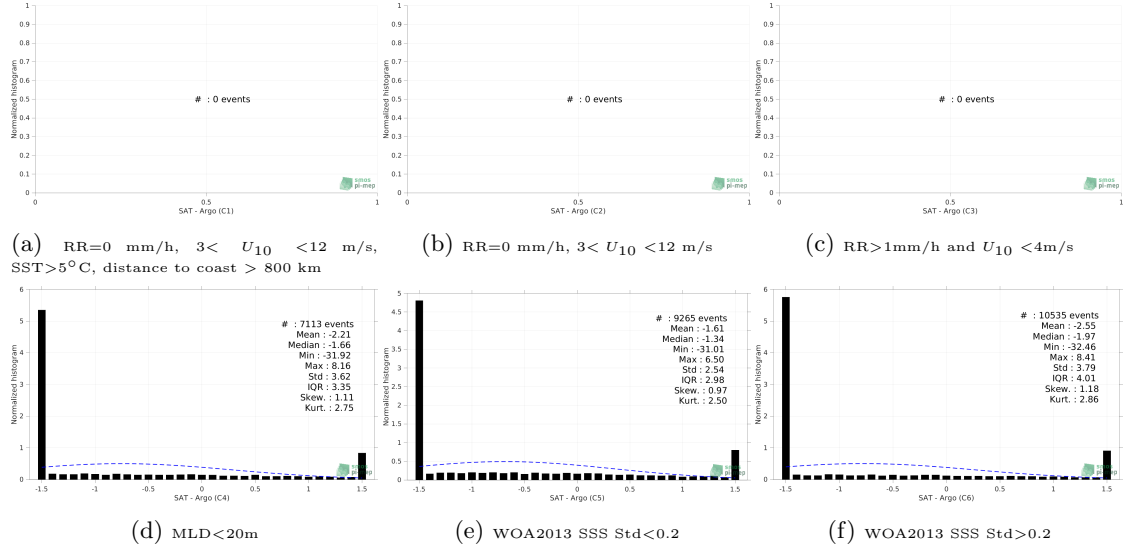 1
0.9
0.8
0.7
0.6
0.5
0.4
0.3
0.2
0.1
0
Normalized histogram
# : 0 events
smos
pi-mep
0 0.5 1
SAT - Argo (C1)
(a) RR=0 mm/h, 3< U10 <12 m/s,
SST>5°C, distance to coast > 800 km
1
0.9
0.8
0.7
0.6
0.5
0.4
0.3
0.2
0.1
0
Normalized histogram
# : 0 events
smos
pi-mep
0 0.5 1
SAT - Argo (C2)
(b) RR=0 mm/h, 3< U10 <12 m/s
1
0.9
0.8
0.7
0.6
0.5
0.4
0.3
0.2
0.1
0
Normalized histogram
# : 0 events
smos
pi-mep
0 0.5 1
SAT - Argo (C3)
(c) RR>1mm/h and U10 <4m/s
6
5
4
3
2
1
0
Normalized histogram
# : 7113 events
Mean : -2.21
Median : -1.66
Min : -31.92
Max : 8.16
Std : 3.62
IQR : 3.35
Skew. : 1.11
Kurt. : 2.75
smos
pi-mep
-1.5 -1 -0.5 0 0.5 1 1.5
SAT - Argo (C4)
(d) MLD<20m
5
4.5
4
3.5
3
2.5
2
1.5
1
0.5
0
Normalized histogram
# : 9265 events
Mean : -1.61
Median : -1.34
Min : -31.01
Max : 6.50
Std : 2.54
IQR : 2.98
Skew. : 0.97
Kurt. : 2.50
smos
pi-mep
-1.5 -1 -0.5 0 0.5 1 1.5
SAT - Argo (C5)
(e) WOA2013 SSS Std<0.2
6
5
4
3
2
1
0
Normalized histogram
# : 10535 events
Mean : -2.55
Median : -1.97
Min : -32.46
Max : 8.41
Std : 3.79
IQR : 4.01
Skew. : 1.18
Kurt. : 2.86
smos
pi-mep
-1.5 -1 -0.5 0 0.5 1 1.5
SAT - Argo (C6)
(f) WOA2013 SSS Std>0.2